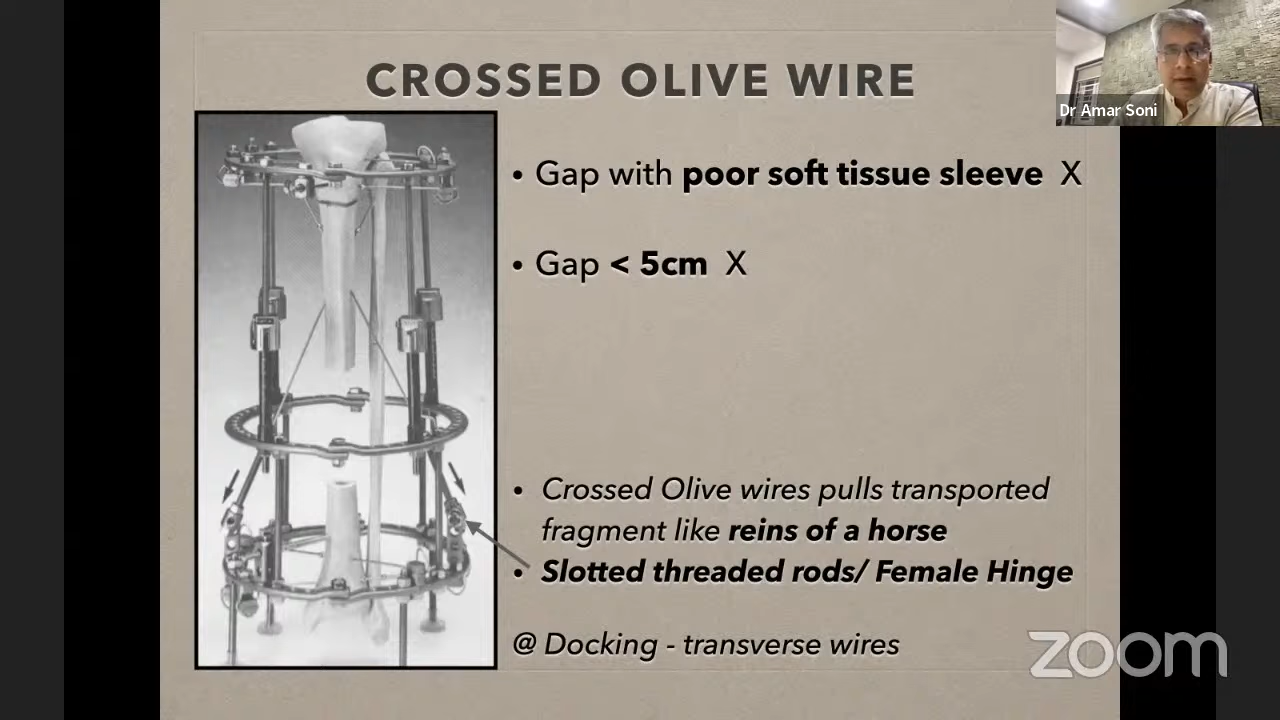 CROSSED OLIVE WIRE
Dr Amar Soni
• Gap with poor soft tissue sleeve X
• Gap < 5cm X
• Crossed Olive wires pulls transported
fragment like reins of a horse
• Slotted threaded rods/ Female Hinge
@ Docking - transverse wires
zoom